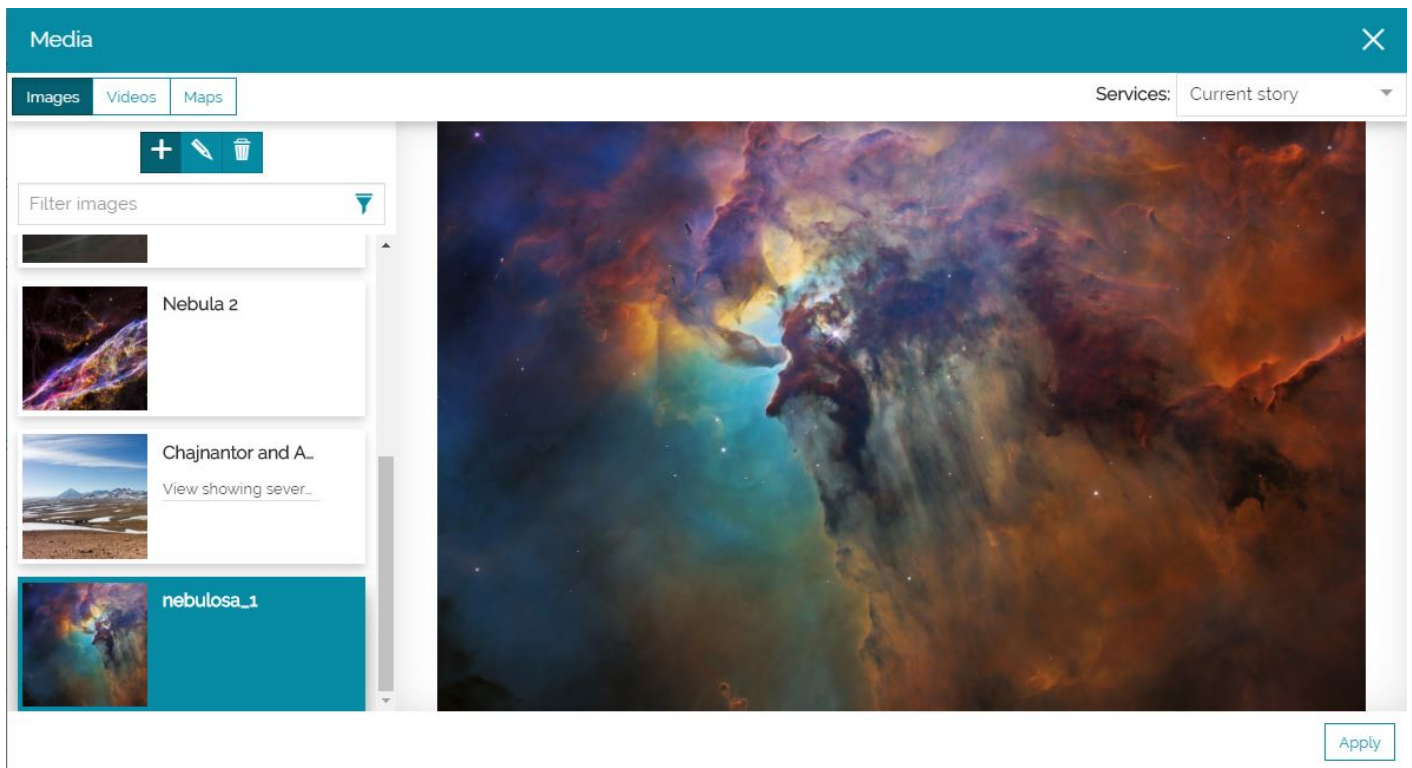 Media
Images Videos Maps
Services: Current story
Filter images
Nebula 2
Chajnantor and A...
View showing sever...
nebulosa_1
Apply